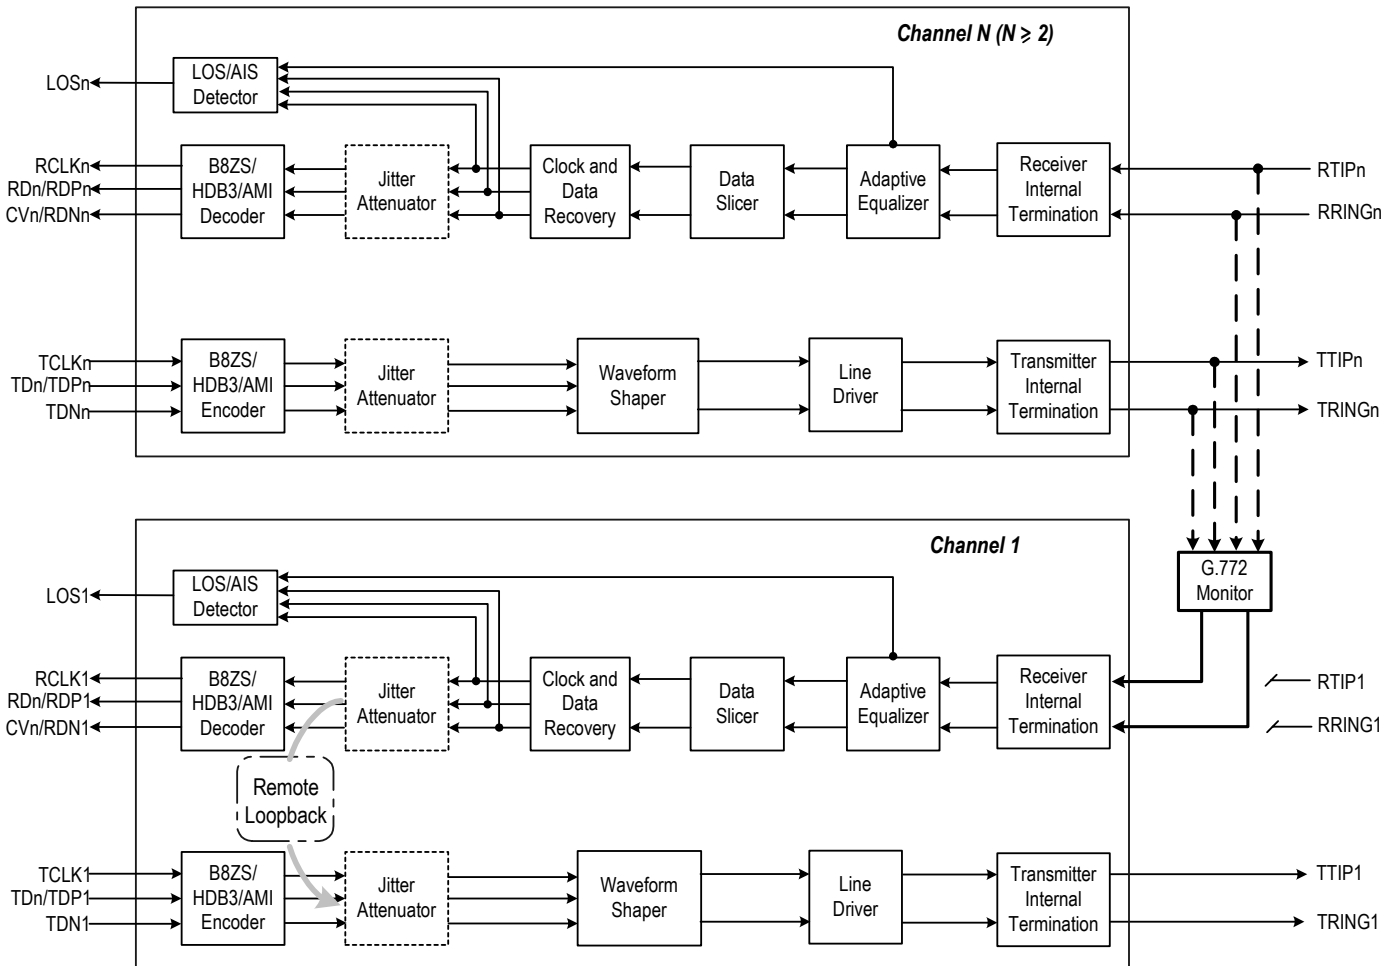 Channel N (N ≥ 2)
LOSn
LOS/AIS
Detector
RCLKn
RDn/RDPn
CVn/RDNn
B8ZS/
HDB3/AMI
Decoder
Jitter
Attenuator
Clock and
Data
Recovery
Data
Slicer
Adaptive
Equalizer
Receiver
Internal
Termination
RTIPn
RRINGn
TCLKn
TDn/TDPn
TDNn
B8ZS/
HDB3/AMI
Encoder
Jitter
Attenuator
Waveform
Shaper
Line
Driver
Transmitter
Internal
Termination
TTIPn
TRINGn
Channel 1
G.772
Monitor
LOS1
LOS/AIS
Detector
RCLK1
RDn/RDP1
CVn/RDN1
B8ZS/
HDB3/AMI
Decoder
Jitter
Attenuator
Clock and
Data
Recovery
Data
Slicer
Adaptive
Equalizer
Receiver
Internal
Termination
RTIP1
RRING1
Remote
Loopback
TCLK1
TDn/TDP1
TDN1
B8ZS/
HDB3/AMI
Encoder
Jitter
Attenuator
Waveform
Shaper
Line
Driver
Transmitter
Internal
Termination
TTIP1
TRING1